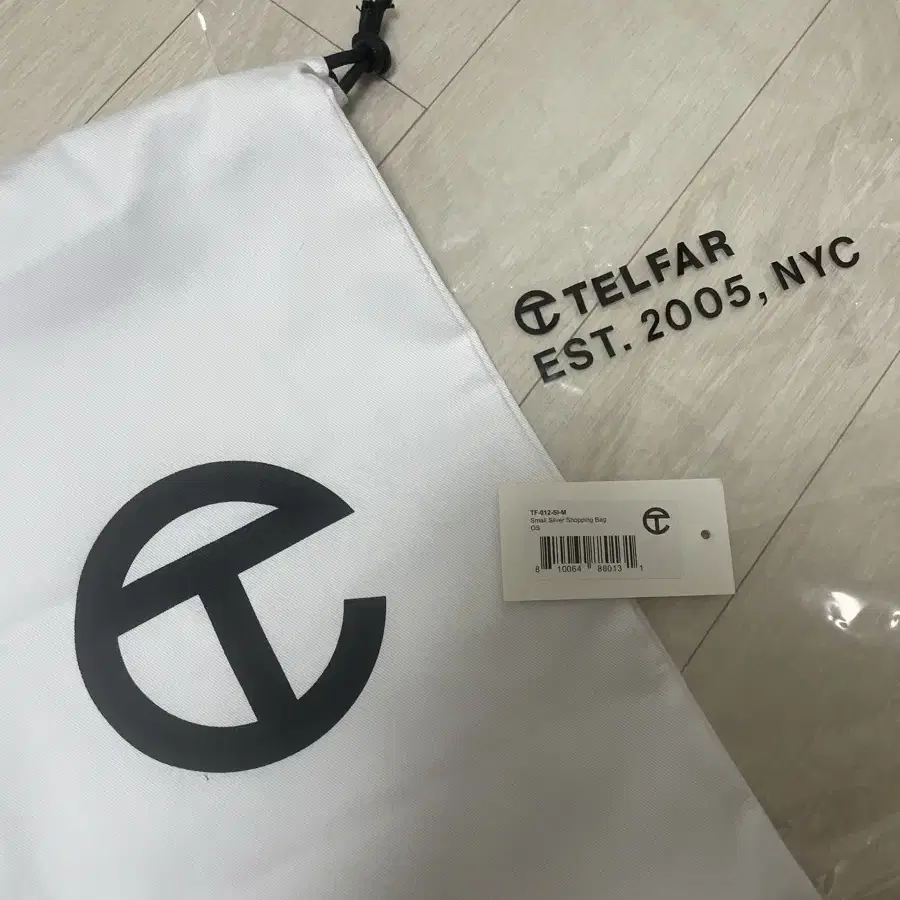 TELFAR
EST. 2005, NYC
TF-012-SI-M
Small Silver Shopping Bag
OS
8 10064 86013 1